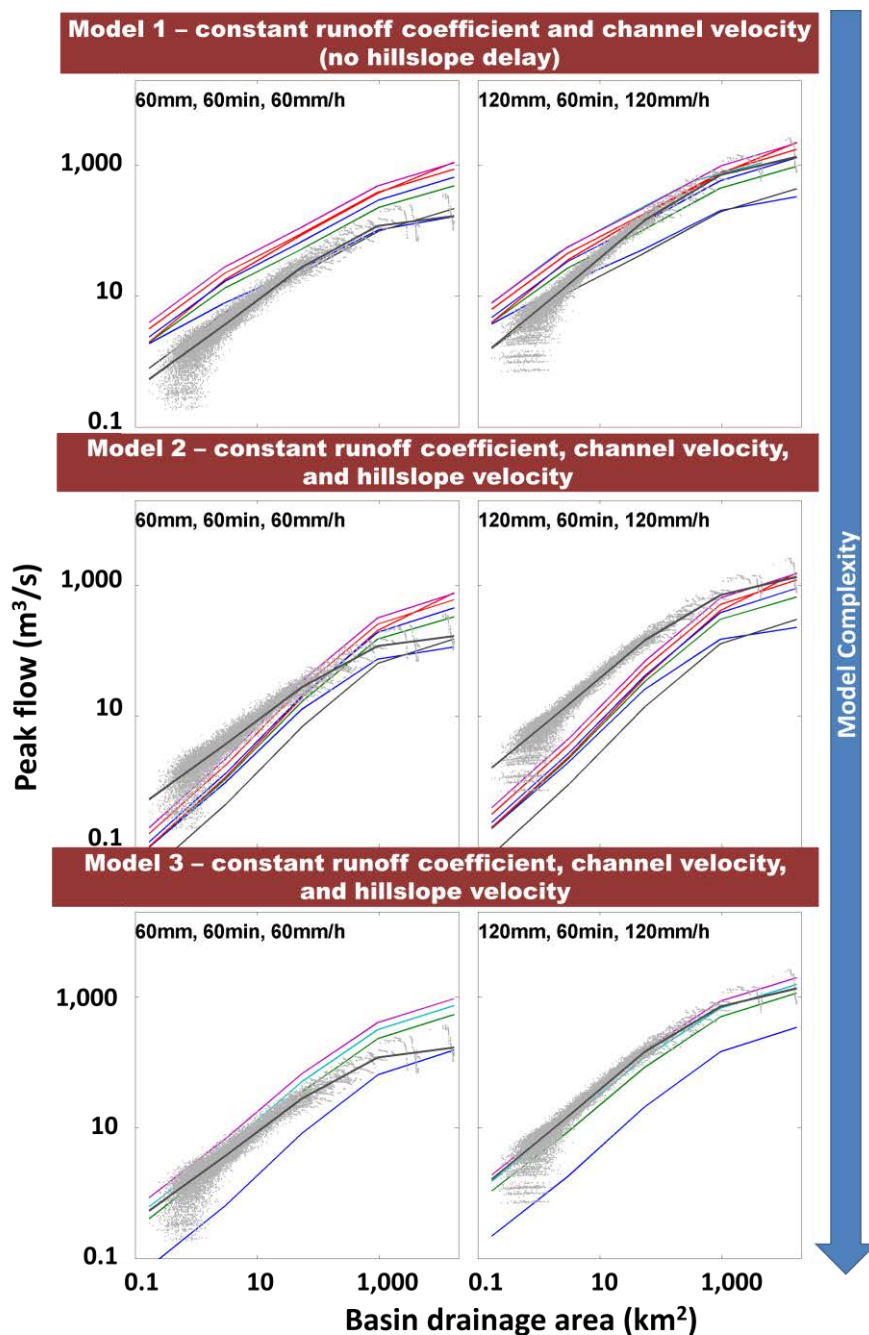 Model 1 – constant runoff coefficient and channel velocity
(no hillslope delay)
60mm, 60min, 60mm/h
120mm, 60min, 120mm/h
1,000
10
0.1
Model 2 – constant runoff coefficient, channel velocity,
and hillslope velocity
60mm, 60min, 60mm/h
120mm, 60min, 120mm/h
1,000
10
0.1
Peak flow (m³/s)
Model Complexity
Model 3 – constant runoff coefficient, channel velocity,
and hillslope velocity
60mm, 60min, 60mm/h
120mm, 60min, 120mm/h
1,000
10
0.1
0.1 10 1,000 0.1 10 1,000
Basin drainage area (km²)